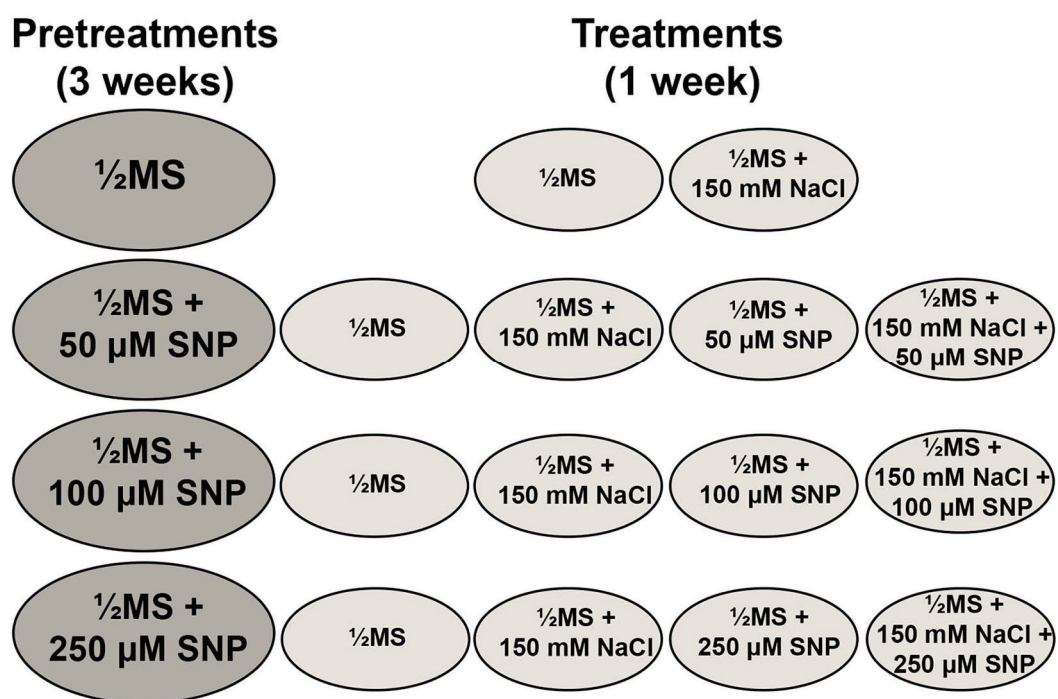 Pretreatments
(3 weeks)
Treatments
(1 week)
½MS
½MS
½MS +
150 mM NaCl
½MS +
50 µM SNP
½MS
½MS +
150 mM NaCl
½MS +
50 µM SNP
½MS +
150 mM NaCl +
50 µM SNP
½MS +
100 µM SNP
½MS
½MS +
150 mM NaCl
½MS +
100 µM SNP
½MS +
150 mM NaCl +
100 µM SNP
½MS +
250 µM SNP
½MS
½MS +
150 mM NaCl
½MS +
250 µM SNP
½MS +
150 mM NaCl +
250 µM SNP